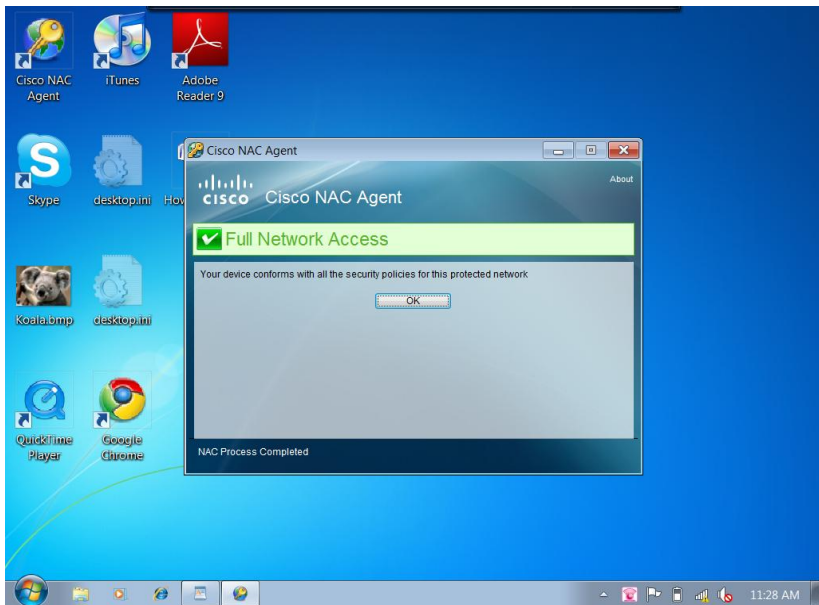 Cisco NAC
Agent
iTunes
Adobe
Reader 9
Skype
desktop.ini
Koala.bmp
desktop.ini
QuickTime
Player
Google
Chrome
Cisco NAC Agent
About
CISCO Cisco NAC Agent
Full Network Access
Your device conforms with all the security policies for this protected network
OK
NAC Process Completed
11:28 AM